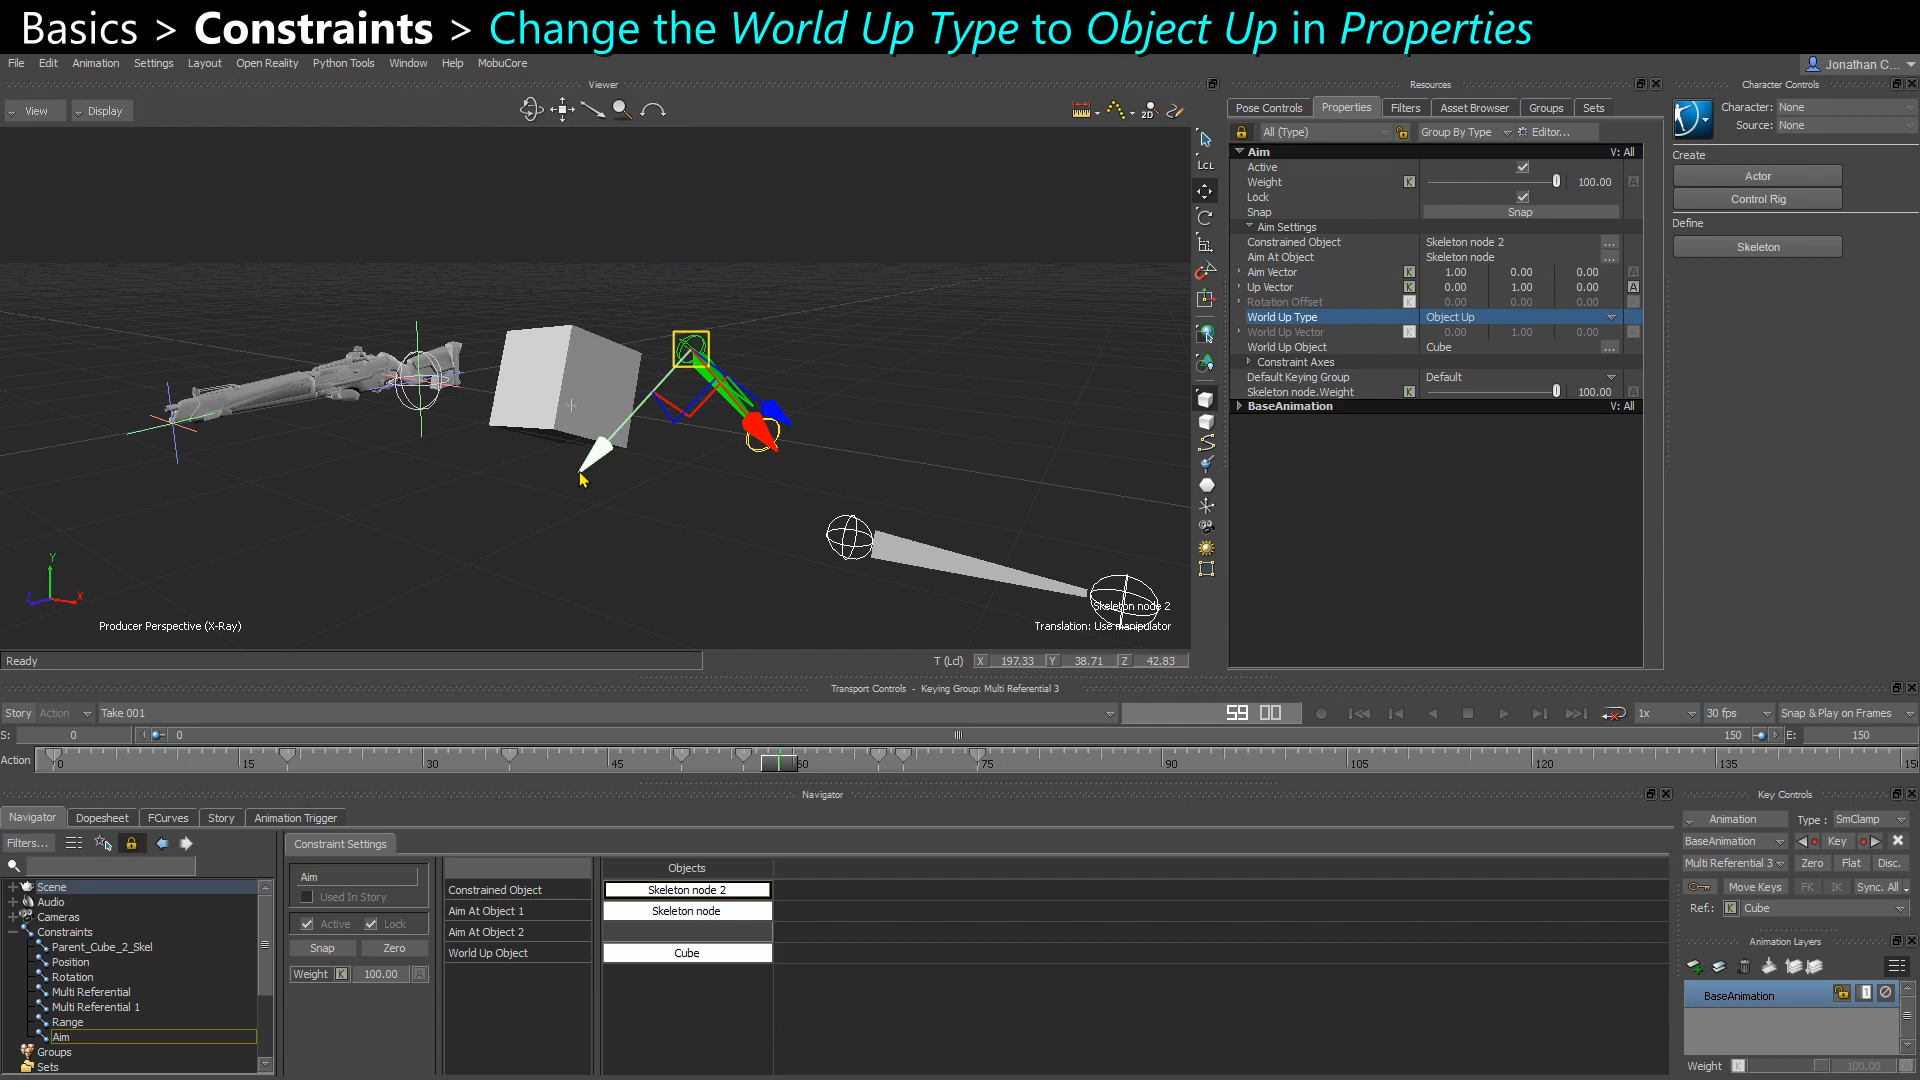 Basics > Constraints > Change the World Up Type to Object Up in Properties
File Edit Animation Settings Layout Open Reality Python Tools Window Help MobuCore
Jonathan C...
Viewer
View Display
2D
LCL
Producer Perspective (X-Ray)
Skeleton node 2
Translation: Use manipulator
Y
X
Z
Ready
T (Lcl) X 197.33 Y 38.71 Z 42.83
Resources
Pose Controls Properties Filters Asset Browser Groups Sets
All (Type) Group By Type Editor...
Aim V: All
Active
Weight K 100.00 A
Lock
Snap Snap
Aim Settings
Constrained Object Skeleton node 2 ...
Aim At Object Skeleton node ...
Aim Vector K 1.00 0.00 0.00 A
Up Vector K 0.00 1.00 0.00 A
Rotation Offset K 0.00 0.00 0.00 A
World Up Type Object Up
World Up Vector K 0.00 1.00 0.00 A
World Up Object Cube ...
Constraint Axes
Default Keying Group Default
Skeleton node.Weight K 100.00 A
BaseAnimation V: All
Character Controls
Character: None
Source: None
Create
Actor
Control Rig
Define
Skeleton
Transport Controls - Keying Group: Multi Referential 3
Story Action Take 001 59 00 1x 30 fps Snap & Play on Frames
S: 0 0 150 E: 150
Action 0 15 30 45 60 75 90 105 120 135 15
Navigator
Navigator Dopesheet FCurves Story Animation Trigger
Filters...
Scene
Audio
Cameras
Constraints
Parent_Cube_2_Skel
Position
Rotation
Multi Referential
Multi Referential 1
Range
Aim
Groups
Sets
Constraint Settings
Aim
Used In Story
Active Lock
Snap Zero
Weight K 100.00 A
Objects
Constrained Object Skeleton node 2
Aim At Object 1 Skeleton node
Aim At Object 2
World Up Object Cube
Key Controls
Animation Type : SmClamp
BaseAnimation Key
Multi Referential 3 Zero Flat Disc.
Move Keys FK IK Sync. All
Ref.: K Cube
Animation Layers
BaseAnimation 1
Weight K 100.00 A